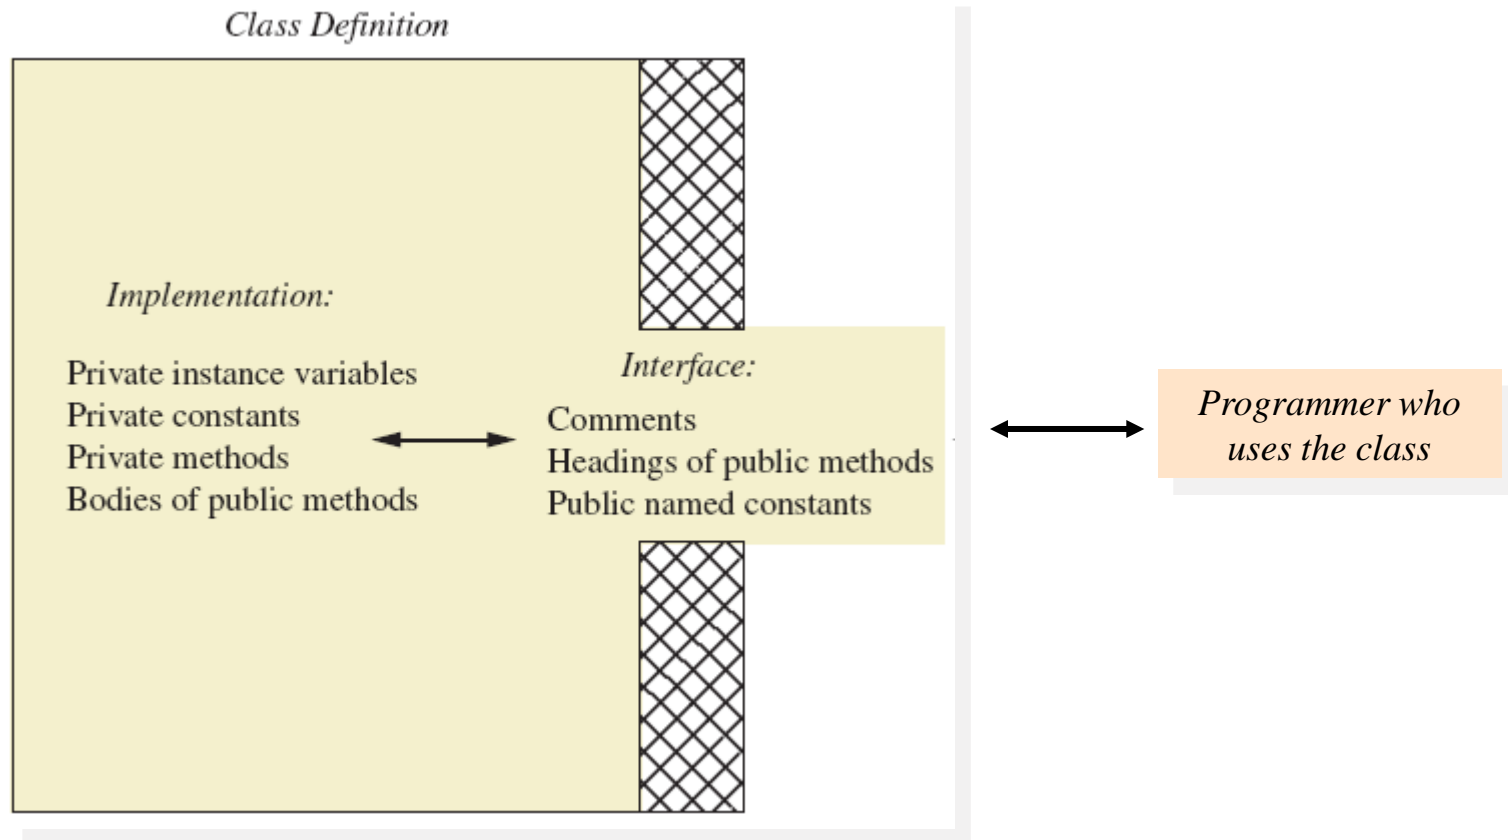 Class Definition
Implementation:
Private instance variables
Private constants
Private methods
Bodies of public methods
Interface:
Comments
Headings of public methods
Public named constants
Programmer who
uses the class